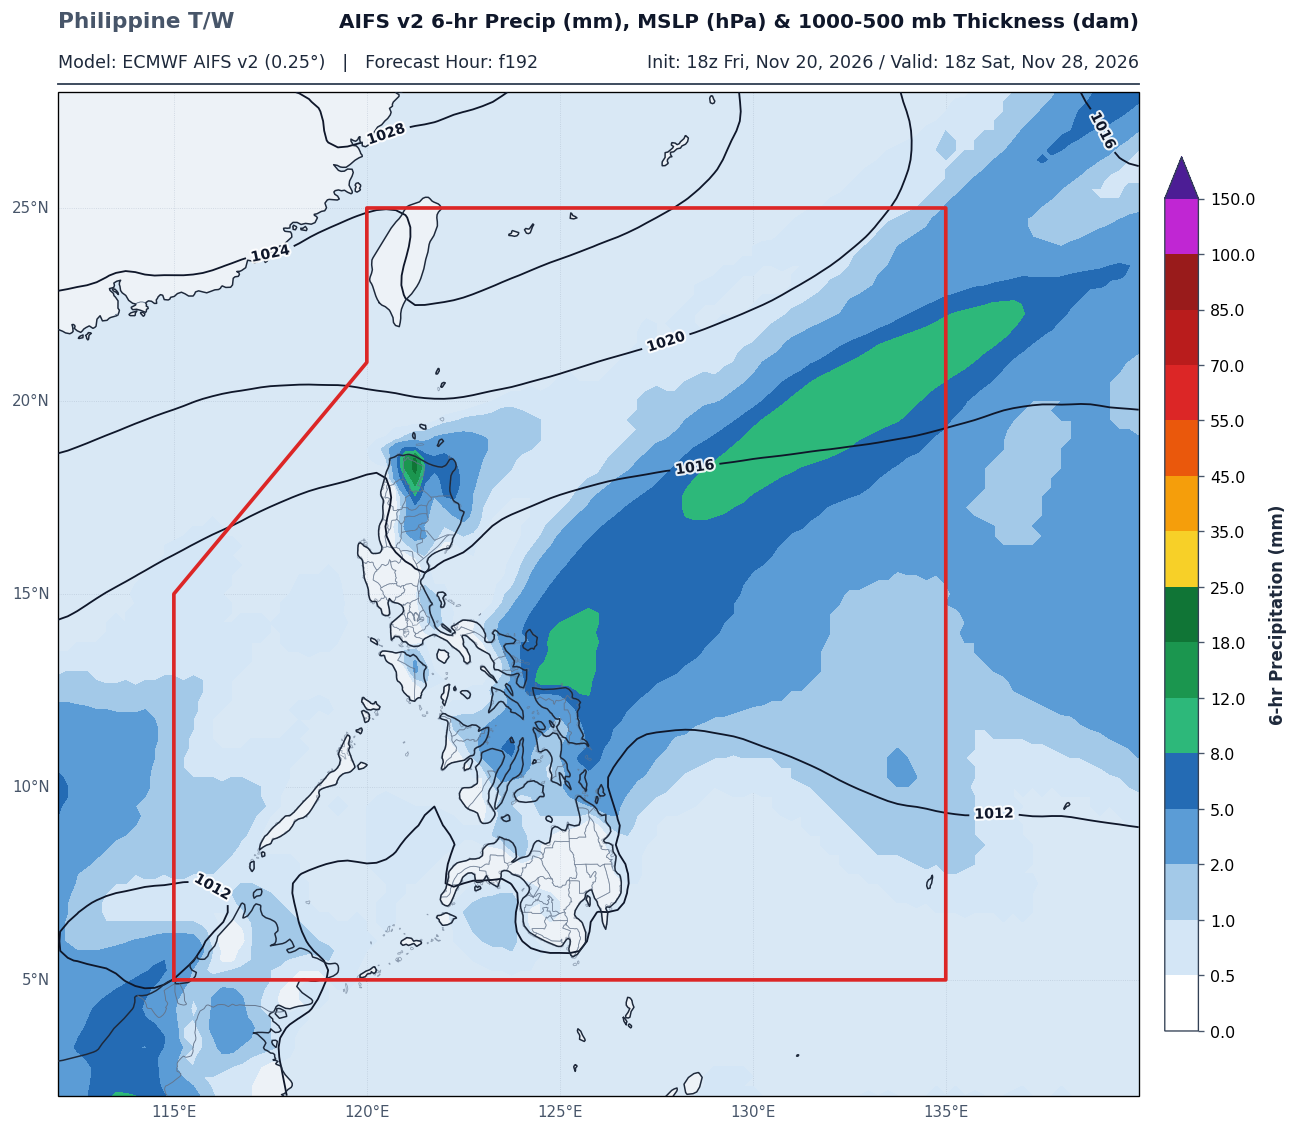 Philippine T/W
AIFS v2 6-hr Precip (mm), MSLP (hPa) & 1000-500 mb Thickness (dam)
Model: ECMWF AIFS v2 (0.25°) | Forecast Hour: f192
Init: 18z Fri, Nov 20, 2026 / Valid: 18z Sat, Nov 28, 2026
1028
1016
1024
1020
1016
1012
1012
25°N
20°N
15°N
10°N
5°N
115°E
120°E
125°E
130°E
135°E
150.0
100.0
85.0
70.0
55.0
45.0
35.0
25.0
18.0
12.0
8.0
5.0
2.0
1.0
0.5
0.0
6-hr Precipitation (mm)